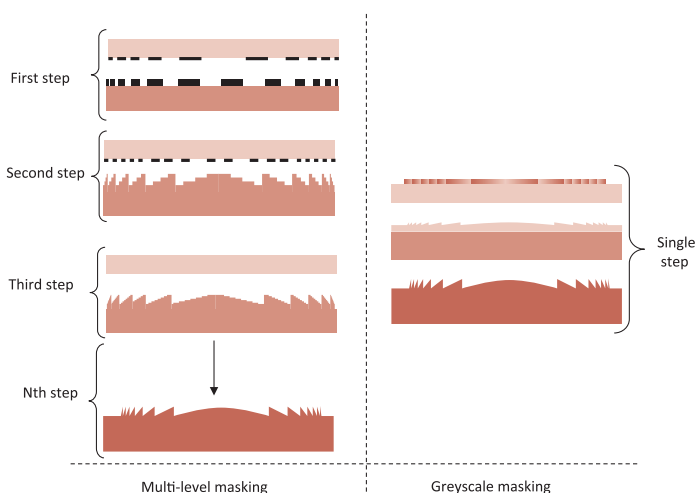 First step
Second step
Third step
Nth step
Single
step
Multi-level masking
Greyscale masking